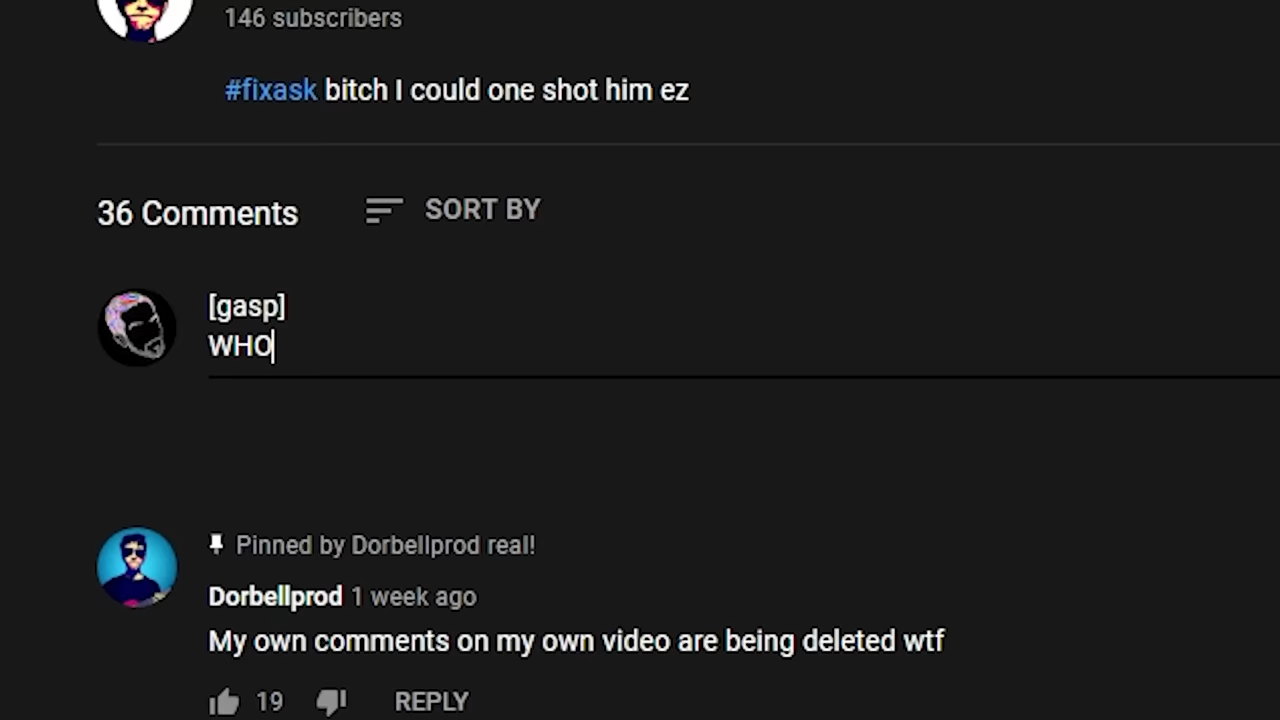 146 subscribers
#fixask bitch I could one shot him ez
36 Comments SORT BY
[gasp]
WHO
Pinned by Dorbellprod real!
Dorbellprod 1 week ago
My own comments on my own video are being deleted wtf
19 REPLY